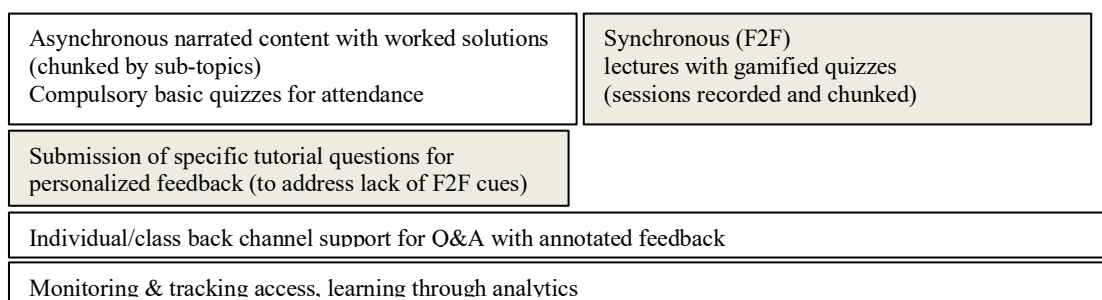 Asynchronous narrated content with worked solutions
(chunked by sub-topics)
Compulsory basic quizzes for attendance
Synchronous (F2F)
lectures with gamified quizzes
(sessions recorded and chunked)
Submission of specific tutorial questions for
personalized feedback (to address lack of F2F cues)
Individual/class back channel support for Q&A with annotated feedback
Monitoring & tracking access, learning through analytics